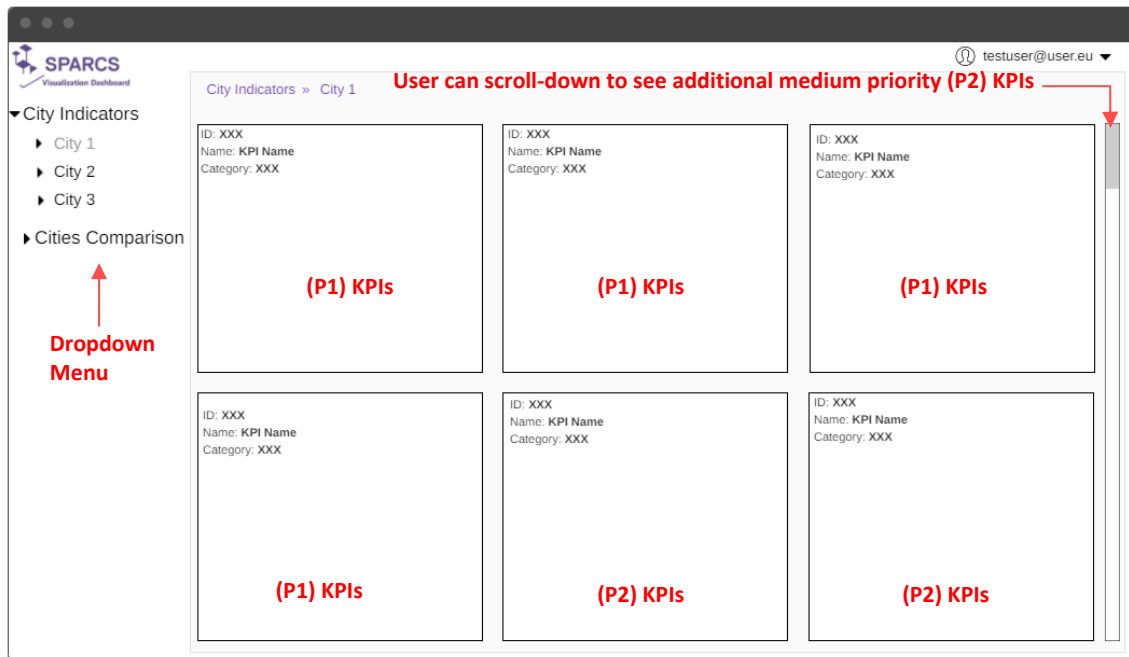 SPARCS
Visualization Dashboard
testuser@user.eu
City Indicators » City 1
User can scroll-down to see additional medium priority (P2) KPIs
City Indicators
City 1
City 2
City 3
Cities Comparison
Dropdown
Menu
ID: XXX
Name: KPI Name
Category: XXX
(P1) KPIs
ID: XXX
Name: KPI Name
Category: XXX
(P1) KPIs
ID: XXX
Name: KPI Name
Category: XXX
(P1) KPIs
ID: XXX
Name: KPI Name
Category: XXX
(P1) KPIs
ID: XXX
Name: KPI Name
Category: XXX
(P2) KPIs
ID: XXX
Name: KPI Name
Category: XXX
(P2) KPIs